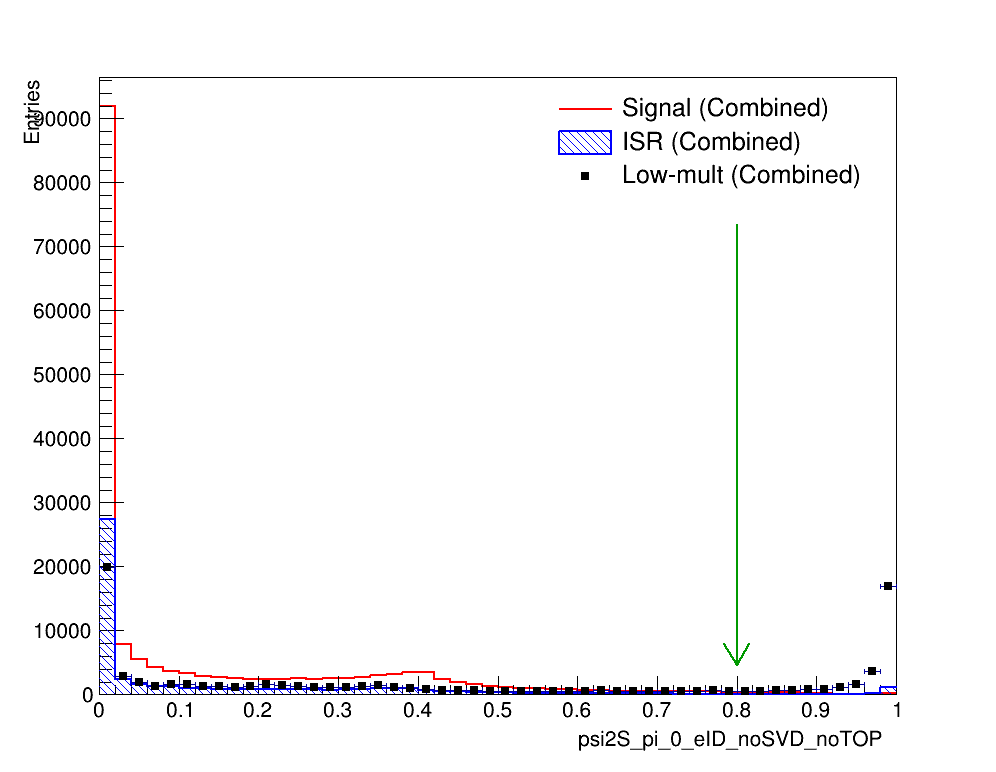 Entries
90000
80000
70000
60000
50000
40000
30000
20000
10000
0
Signal (Combined)
ISR (Combined)
Low-mult (Combined)
0 0.1 0.2 0.3 0.4 0.5 0.6 0.7 0.8 0.9 1
psi2S_pi_0_eID_noSVD_noTOP